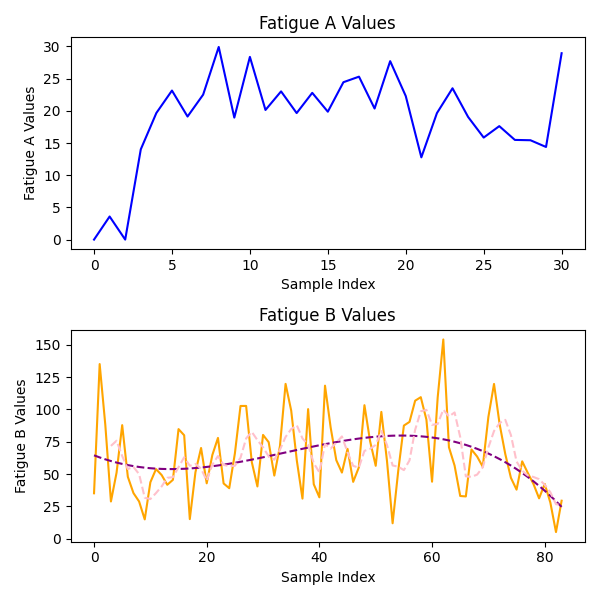 Fatigue A Values
30
25
20
15
10
5
0
Fatigue A Values
0 5 10 15 20 25 30
Sample Index
Fatigue B Values
150
125
100
75
50
25
0
Fatigue B Values
0 20 40 60 80
Sample Index